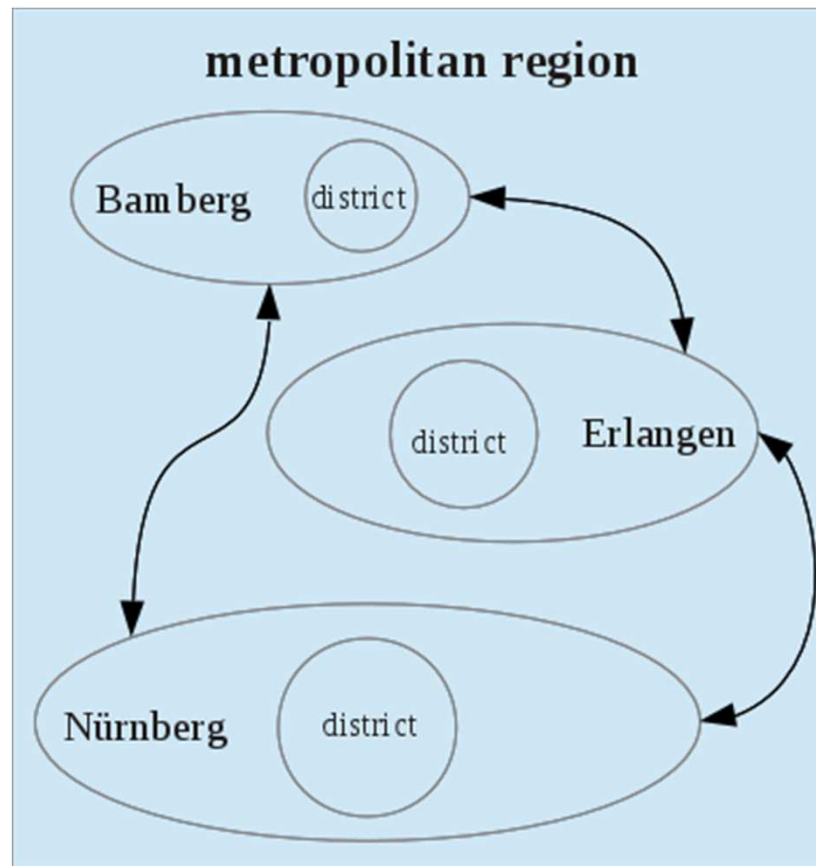 metropolitan region
Bamberg
district
district
Erlangen
Nürnberg
district